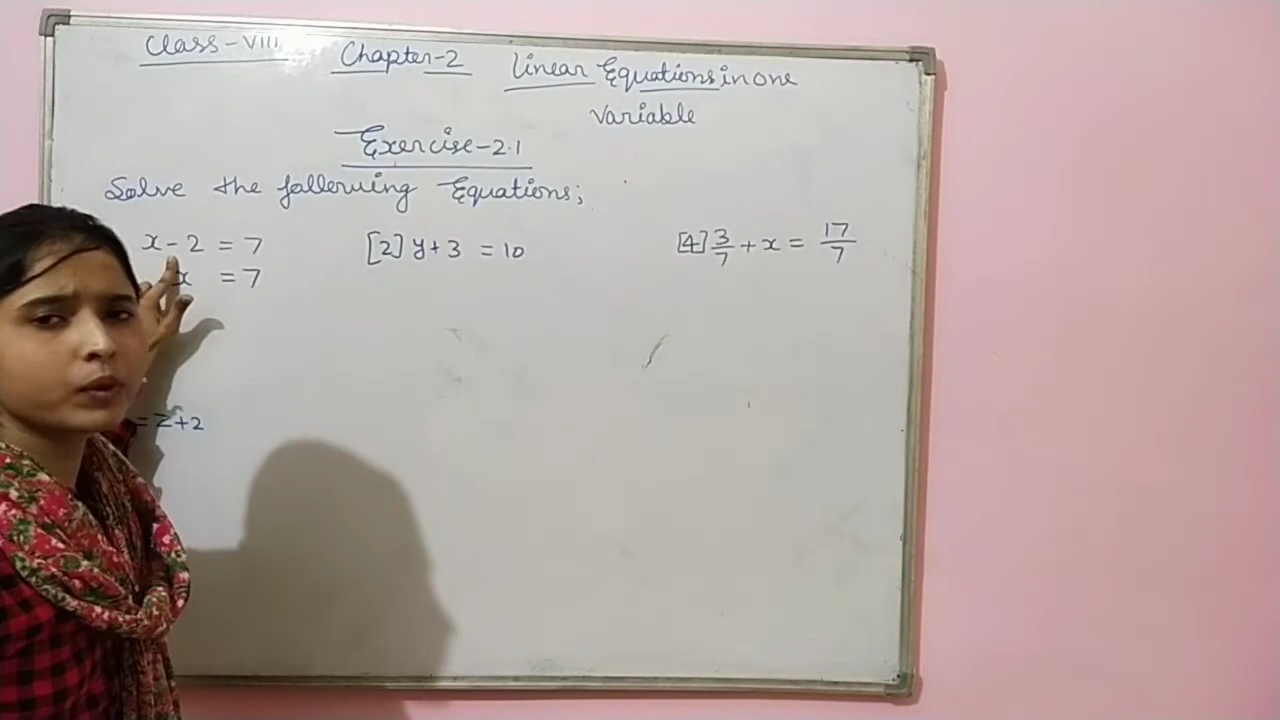 Class-VIII Chapter-2 Linear Equations in one
variable
Exercise-2.1
Solve the following Equations;
x - 2 = 7 [2] y + 3 = 10 [4] 3/7 + x = 17/7
x = 7
= z + 2